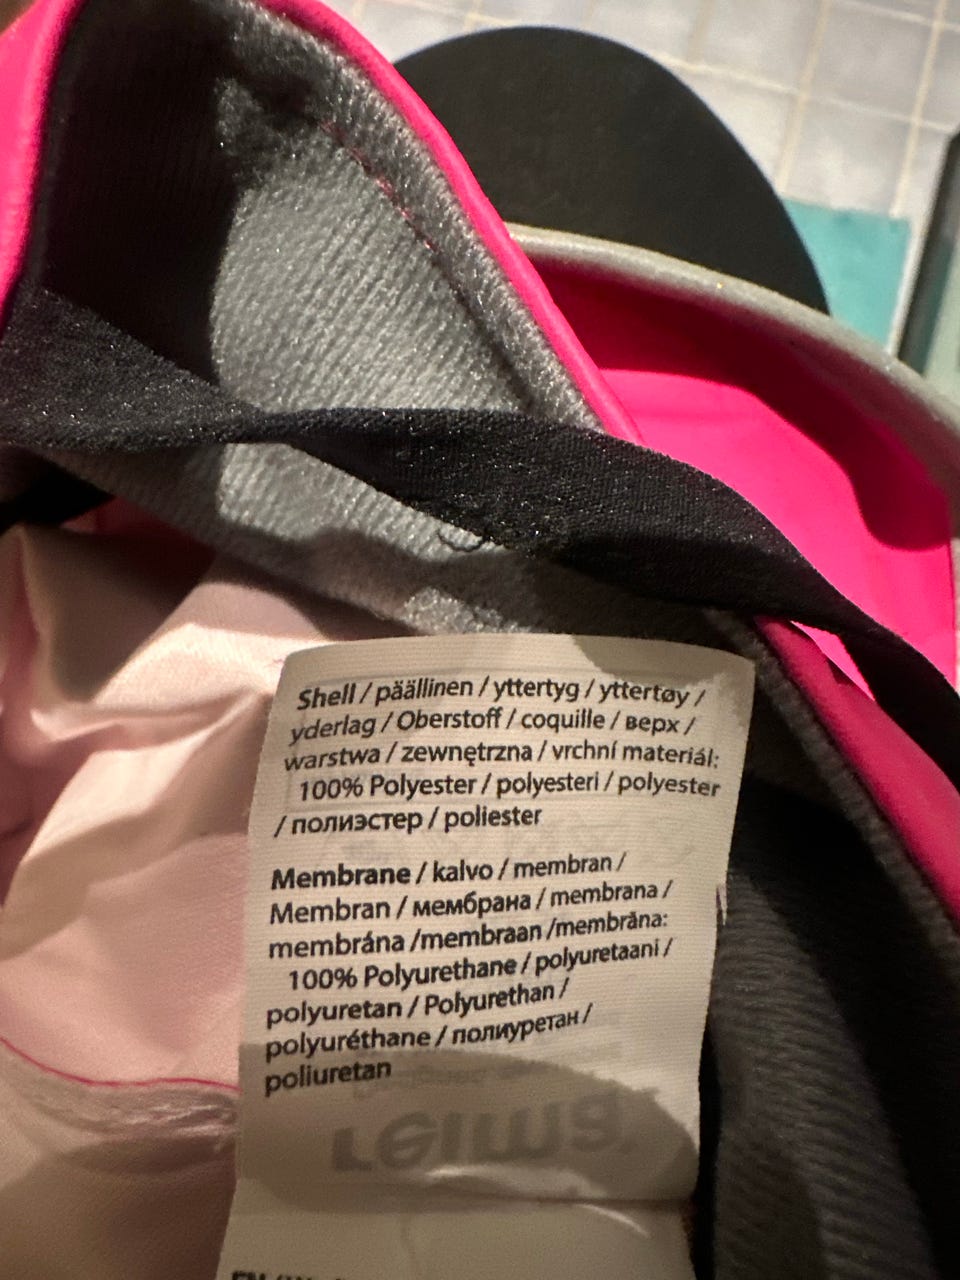 Shell / päällinen / yttertyg / yttertøy /
yderlag / Oberstoff / coquille / верх /
warstwa / zewnętrzna / vrchní materiál:
100% Polyester / polyesteri / polyester
/ полиэстер / poliester
Membrane / kalvo / membran /
Membran / мембрана / membrana /
membrána /membraan /membrăna:
100% Polyurethane / polyuretaani /
polyuretan / Polyurethan /
polyuréthane / полиуретан /
poliuretan